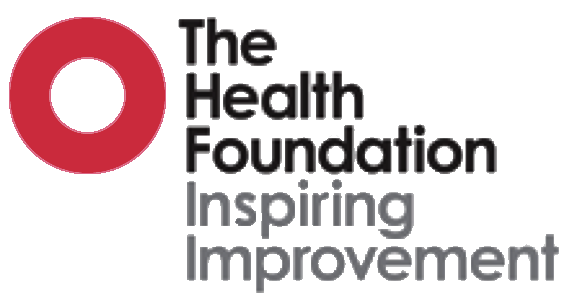 The
Health
Foundation
Inspiring
Improvement